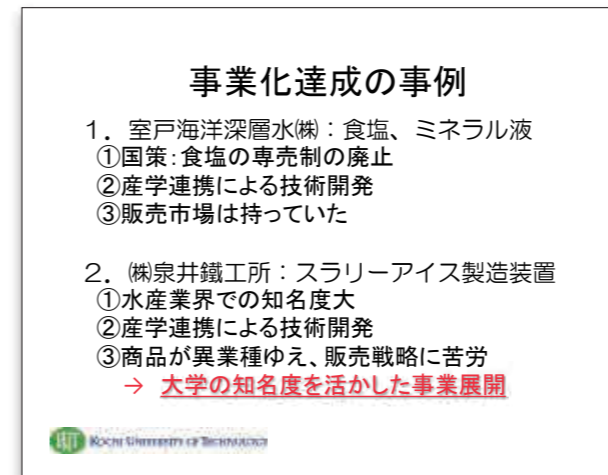 事業化達成の事例
1．室戸海洋深層水㈱：食塩、ミネラル液
①国策：食塩の専売制の廃止
②産学連携による技術開発
③販売市場は持っていた
2．㈱泉井鐵工所：スラリーアイス製造装置
①水産業界での知名度大
②産学連携による技術開発
③商品が異業種ゆえ、販売戦略に苦労
→ 大学の知名度を活かした事業展開
KOCHI UNIVERSITY OF TECHNOLOGY